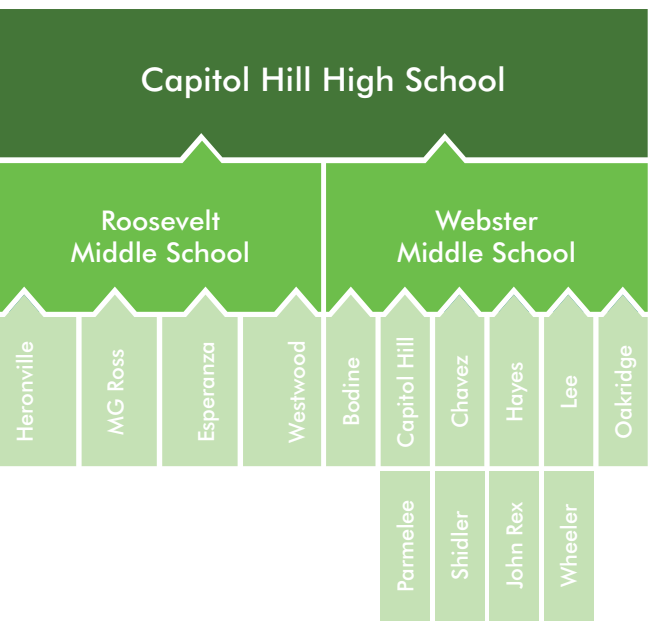 Capitol Hill High School
Roosevelt
Middle School
Webster
Middle School
Heronville
MG Ross
Esperanza
Westwood
Bodine
Capitol Hill
Chavez
Hayes
Lee
Oakridge
Parmelee
Shidler
John Rex
Wheeler